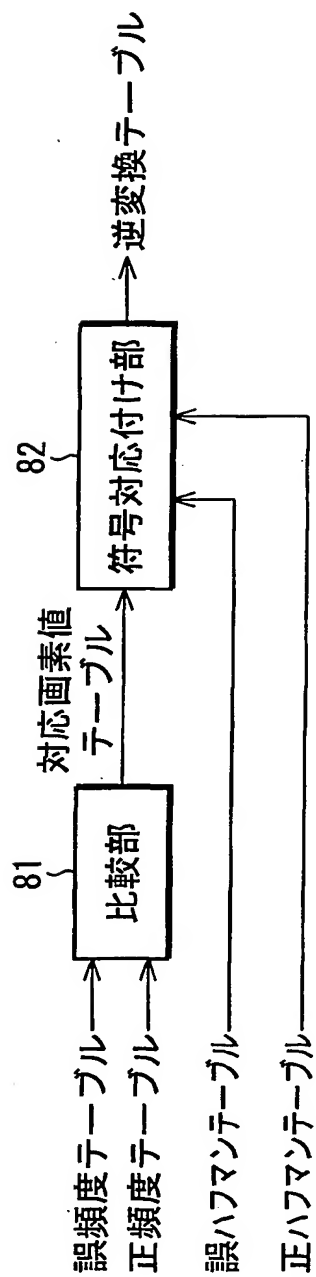 誤頻度テーブル
正頻度テーブル
誤ハフマンテーブル
正ハフマンテーブル
81
比較部
対応画素値
テーブル
82
符号対応付け部
逆変換テーブル